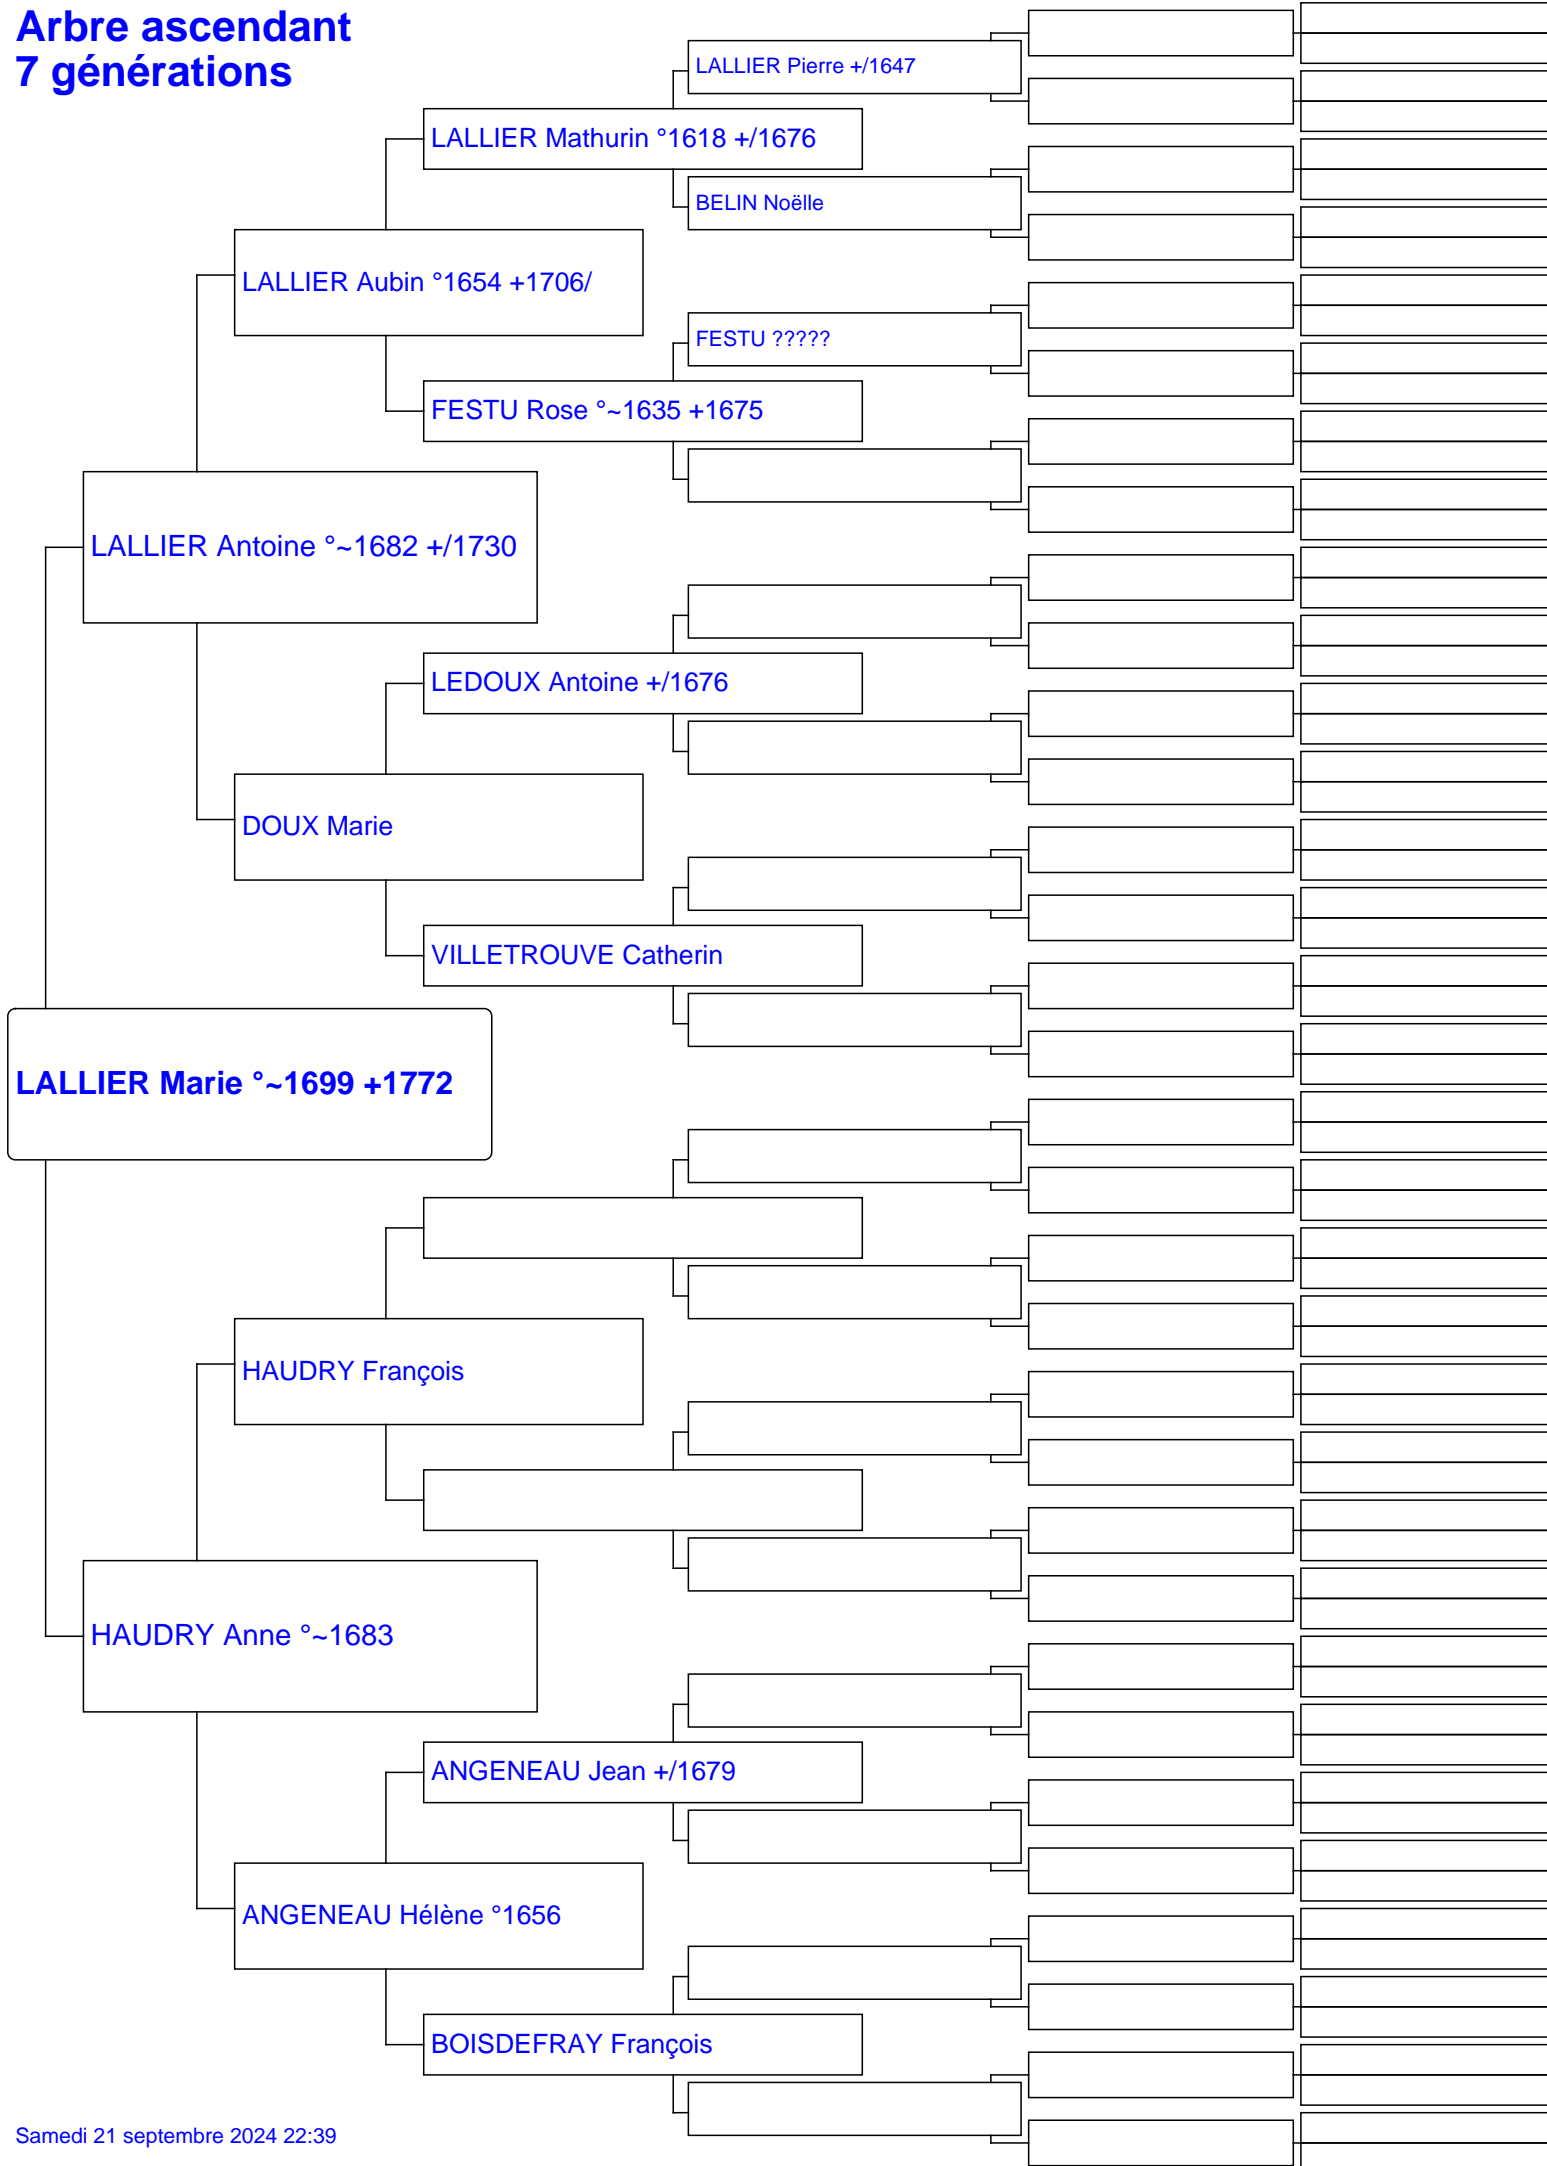 Arbre ascendant
7 générations
LALLIER Pierre +/1647
LALLIER Mathurin °1618 +/1676
BELIN Noëlle
LALLIER Aubin °1654 +1706/
FESTU ?????
FESTU Rose °~1635 +1675
LALLIER Antoine °~1682 +/1730
LEDOUX Antoine +/1676
DOUX Marie
VILLETROUVE Catherin
LALLIER Marie °~1699 +1772
HAUDRY François
HAUDRY Anne °~1683
ANGENEAU Jean +/1679
ANGENEAU Hélène °1656
BOISDEFRAY François
Samedi 21 septembre 2024 22:39